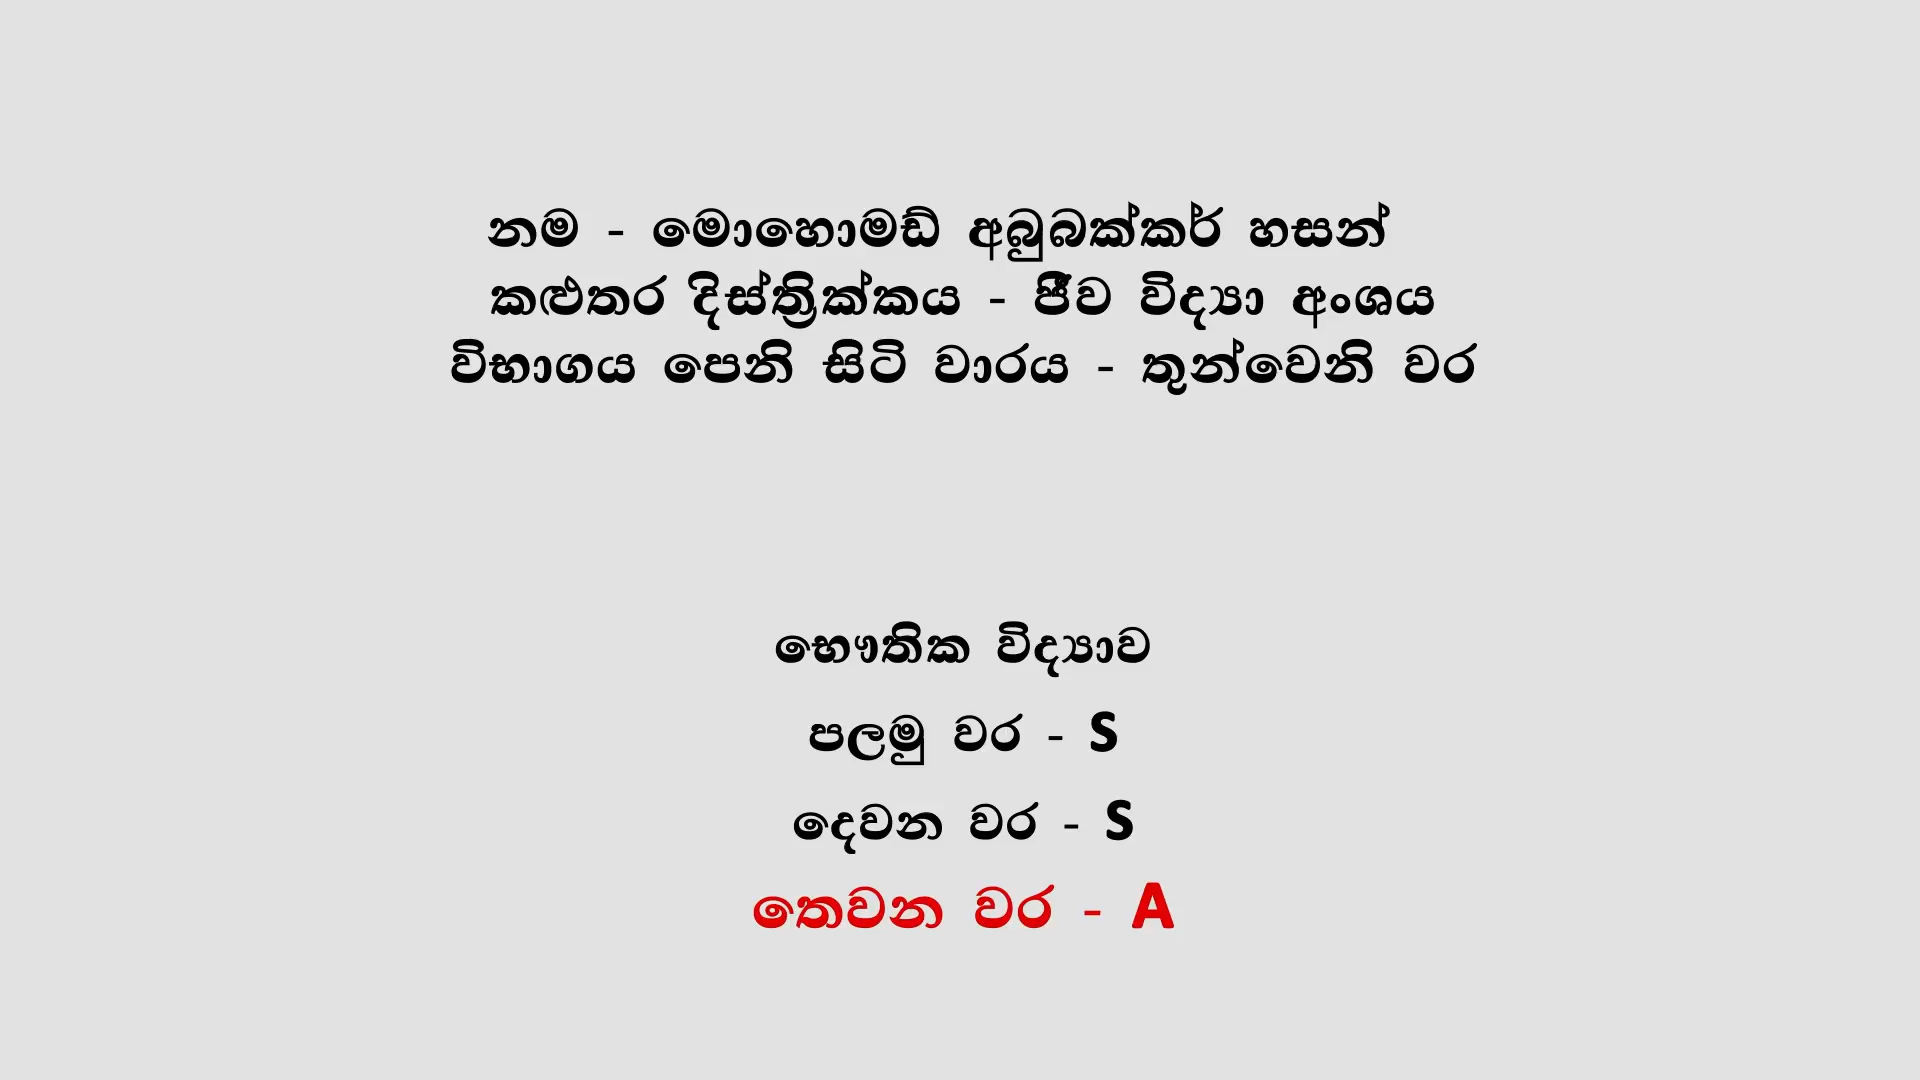 නම - මොහොමඩ් අබුබක්කර් හසන්
කළුතර දිස්ත්‍රික්කය - ජීව විද්‍යා අංශය
විභාගය පෙනි සිටි වාරය - තුන්වෙනි වර
භෞතික විද්‍යාව
පලමු වර - S
දෙවන වර - S
තෙවන වර - A